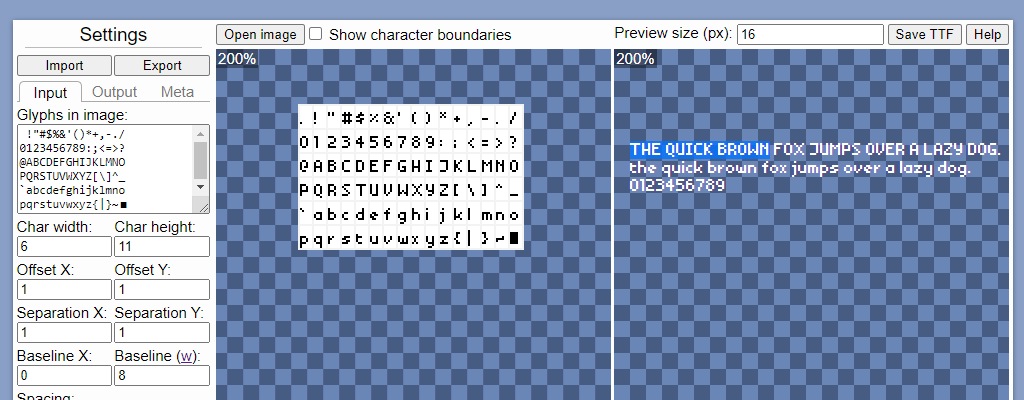 Settings
Import Export
Input Output Meta
Glyphs in image:
 !"#$%&'()*+,-./
0123456789:;<=>?
@ABCDEFGHIJKLMNO
PQRSTUVWXYZ[\]^_
`abcdefghijklmno
pqrstuvwxyz{|}~■
Char width: Char height:
6 11
Offset X: Offset Y:
1 1
Separation X: Separation Y:
1 1
Baseline X: Baseline (w):
0 8
Spacing:
Open image Show character boundaries
200%
. ! " # $ % & ' ( ) * + , - . /
0 1 2 3 4 5 6 7 8 9 : ; < = > ?
@ A B C D E F G H I J K L M N O
P Q R S T U V W X Y Z [ \ ] ^ _
` a b c d e f g h i j k l m n o
p q r s t u v w x y z { | } ~ ■
Preview size (px): 16 Save TTF Help
200%
THE QUICK BROWN FOX JUMPS OVER A LAZY DOG.
the quick brown fox jumps over a lazy dog.
0123456789